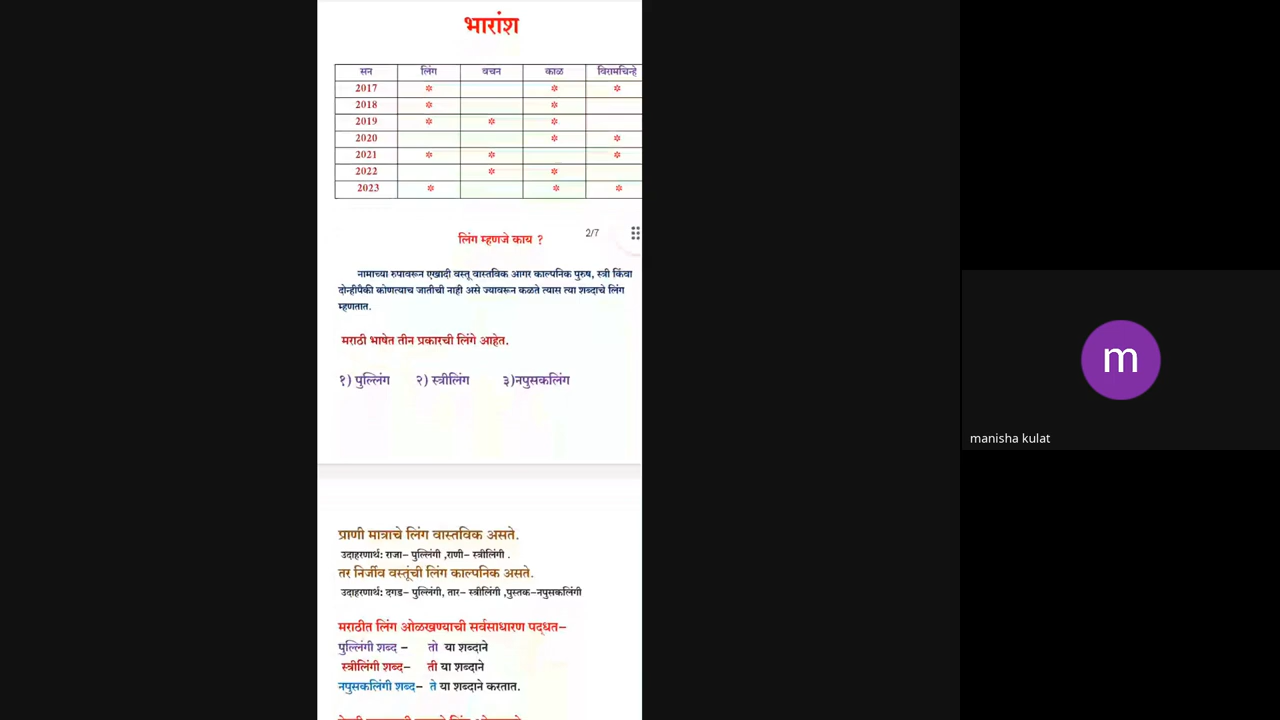 भारांश
सन लिंग वचन काळ विरामचिन्हे
2017 * * *
2018 * *
2019 * * *
2020 * *
2021 * * *
2022 * *
2023 * * *
2/7
लिंग म्हणजे काय ?
नामाच्या रुपावरून एखादी वस्तू वास्तविक आगर काल्पनिक पुरुष, स्त्री किंवा
दोन्हीपैकी कोणत्याच जातीची नाही असे ज्यावरून कळते त्यास त्या शब्दाचे लिंग
म्हणतात.
मराठी भाषेत तीन प्रकारची लिंगे आहेत.
१) पुल्लिंग २) स्त्रीलिंग ३)नपुसकलिंग
m
manisha kulat
प्राणी मात्राचे लिंग वास्तविक असते.
उदाहरणार्थ: राजा– पुल्लिंगी ,राणी– स्त्रीलिंगी .
तर निर्जीव वस्तूंची लिंग काल्पनिक असते.
उदाहरणार्थ: दगड– पुल्लिंगी, तार– स्त्रीलिंगी ,पुस्तक–नपुसकलिंगी
मराठीत लिंग ओळखण्याची सर्वसाधारण पद्धत–
पुल्लिंगी शब्द – तो या शब्दाने
स्त्रीलिंगी शब्द– ती या शब्दाने
नपुसकलिंगी शब्द– ते या शब्दाने करतात.